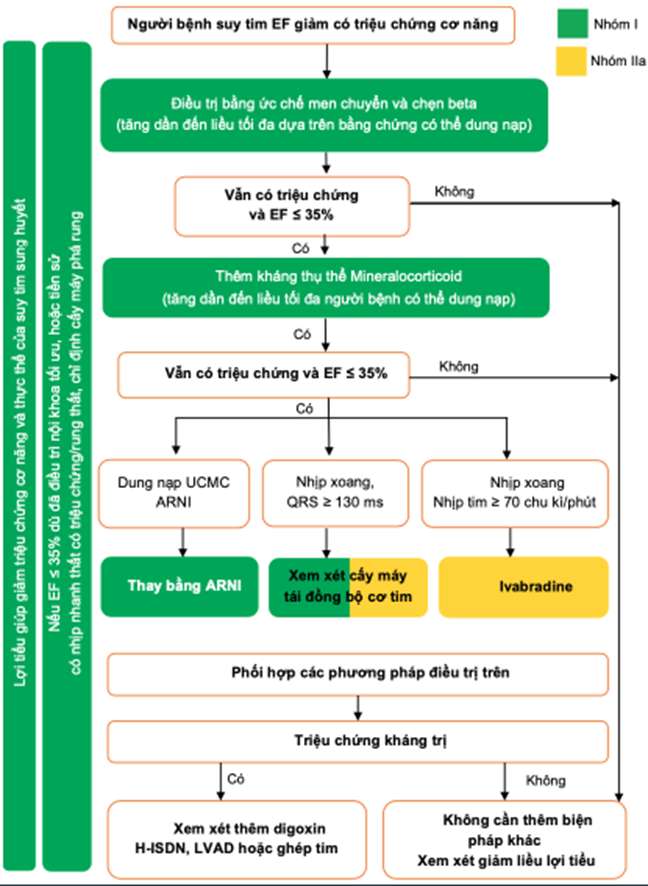 Người bệnh suy tim EF giảm có triệu chứng cơ năng
Nhóm I
Nhóm IIa
Lợi tiểu giúp giảm triệu chứng cơ năng và thực thể của suy tim sung huyết
Nếu EF ≤ 35% dù đã điều trị nội khoa tối ưu, hoặc tiền sử
có nhịp nhanh thất có triệu chứng/rung thất, chỉ định cấy máy phá rung
Điều trị bằng ức chế men chuyển và chẹn beta
(tăng dần đến liều tối đa dựa trên bằng chứng có thể dung nạp)
Vẫn có triệu chứng
và EF ≤ 35%
Không
Có
Thêm kháng thụ thể Mineralocorticoid
(tăng dần đến liều tối đa người bệnh có thể dung nạp)
Có
Vẫn có triệu chứng và EF ≤ 35%
Không
Có
Dung nạp UCMC
ARNI
Nhịp xoang,
QRS ≥ 130 ms
Nhịp xoang
Nhịp tim ≥ 70 chu kì/phút
Thay bằng ARNI
Xem xét cấy máy
tái đồng bộ cơ tim
Ivabradine
Phối hợp các phương pháp điều trị trên
Triệu chứng kháng trị
Có
Không
Xem xét thêm digoxin
H-ISDN, LVAD hoặc ghép tim
Không cần thêm biện
pháp khác
Xem xét giảm liều lợi tiểu